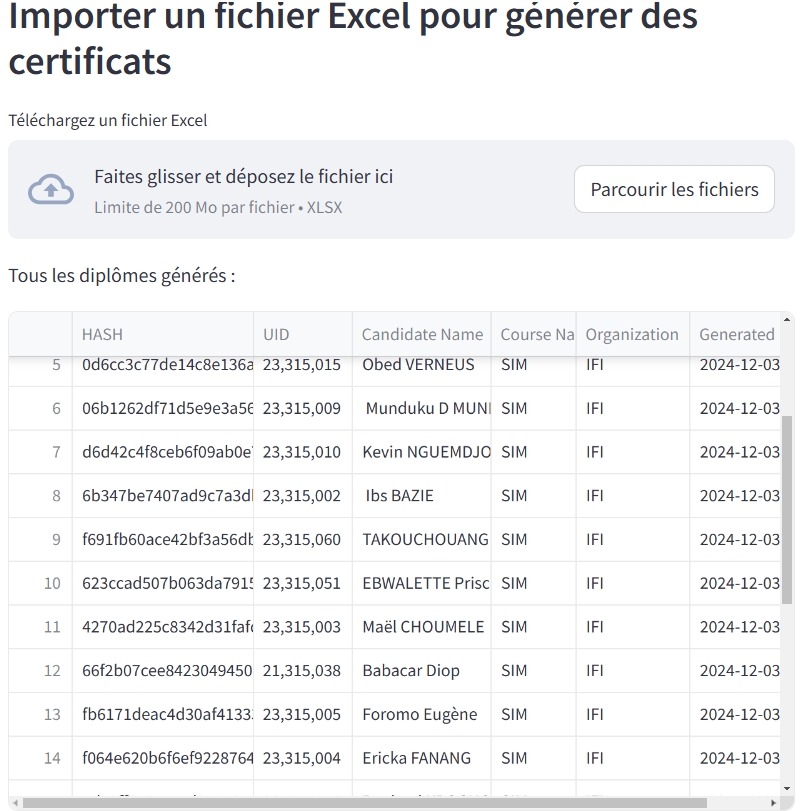 Importer un fichier Excel pour générer des
certificats
Téléchargez un fichier Excel
Faites glisser et déposez le fichier ici
Limite de 200 Mo par fichier • XLSX
Parcourir les fichiers
Tous les diplômes générés :
HASH UID Candidate Name Course Na Organization Generated
5 0d6cc3c77de14c8e136a 23,315,015 Obed VERNEUS SIM IFI 2024-12-03
6 06b1262df71d5e9e3a56 23,315,009 Munduku D MUN SIM IFI 2024-12-03
7 d6d42c4f8ceb6f09ab0e 23,315,010 Kevin NGUEMDJO SIM IFI 2024-12-03
8 6b347be7407ad9c7a3d 23,315,002 Ibs BAZIE SIM IFI 2024-12-03
9 f691fb60ace42bf3a56db 23,315,060 TAKOUCHOUANG SIM IFI 2024-12-03
10 623ccad507b063da7915 23,315,051 EBWALETTE Prisc SIM IFI 2024-12-03
11 4270ad225c8342d31faf 23,315,003 Maël CHOUMELE SIM IFI 2024-12-03
12 66f2b07cee8423049450 21,315,038 Babacar Diop SIM IFI 2024-12-03
13 fb6171deac4d30af4133 23,315,005 Foromo Eugène SIM IFI 2024-12-03
14 f064e620b6f6ef9228764 23,315,004 Ericka FANANG SIM IFI 2024-12-03